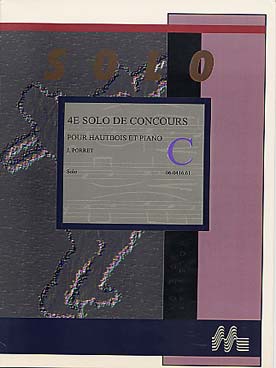 SOLO
4E SOLO DE CONCOURS
POUR HAUTBOIS ET PIANO
J. PORRET
C
Solo 06.0416.61